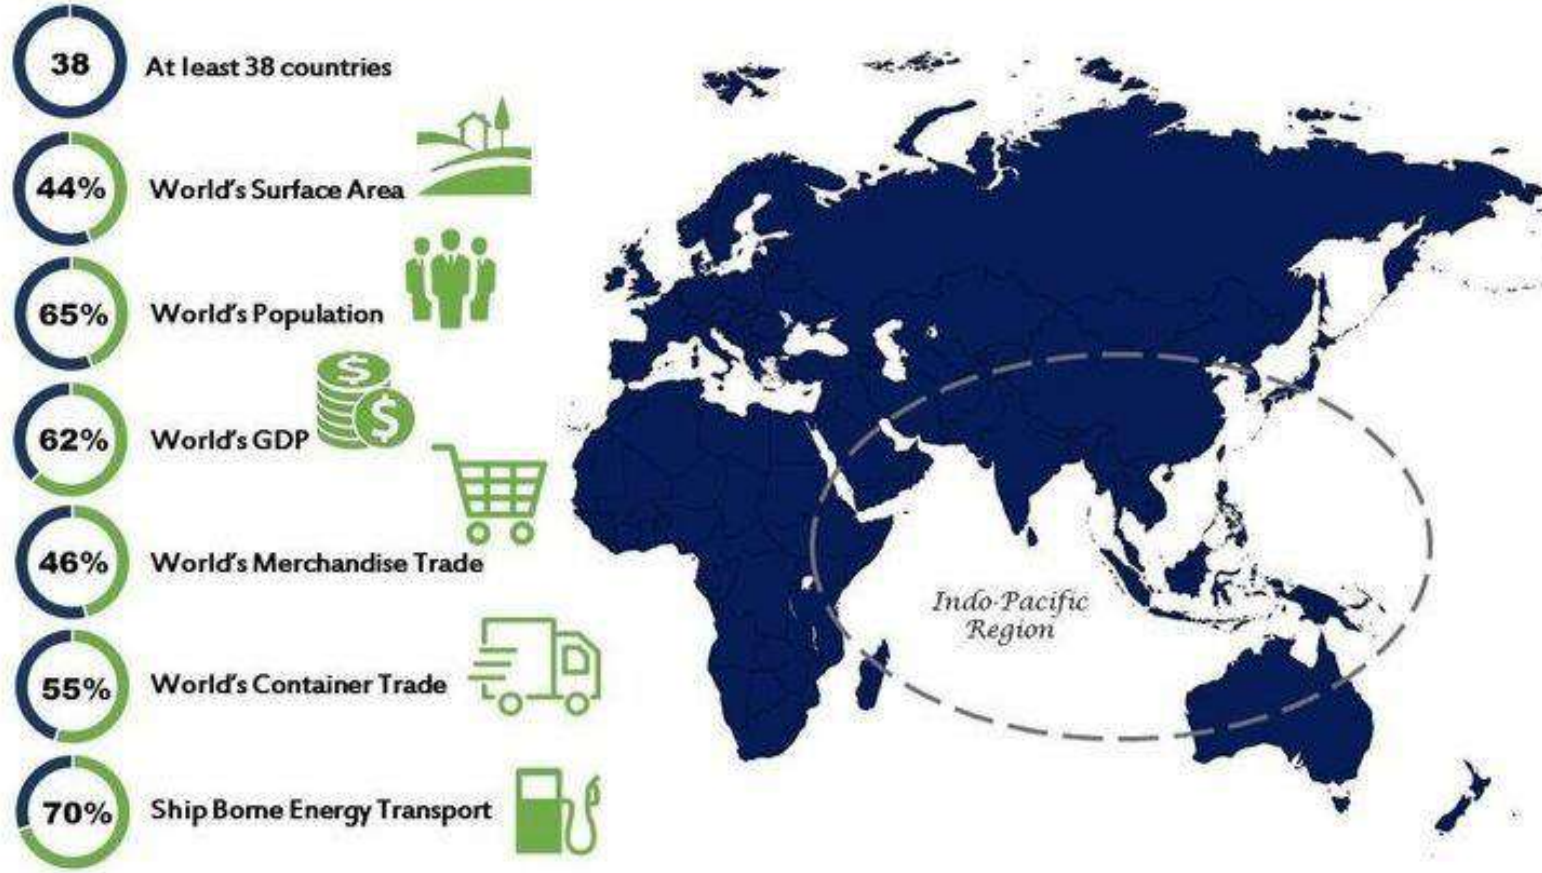 38 At least 38 countries
44% World's Surface Area
65% World's Population
62% World's GDP
46% World's Merchandise Trade
55% World's Container Trade
70% Ship Borne Energy Transport
Indo-Pacific
Region